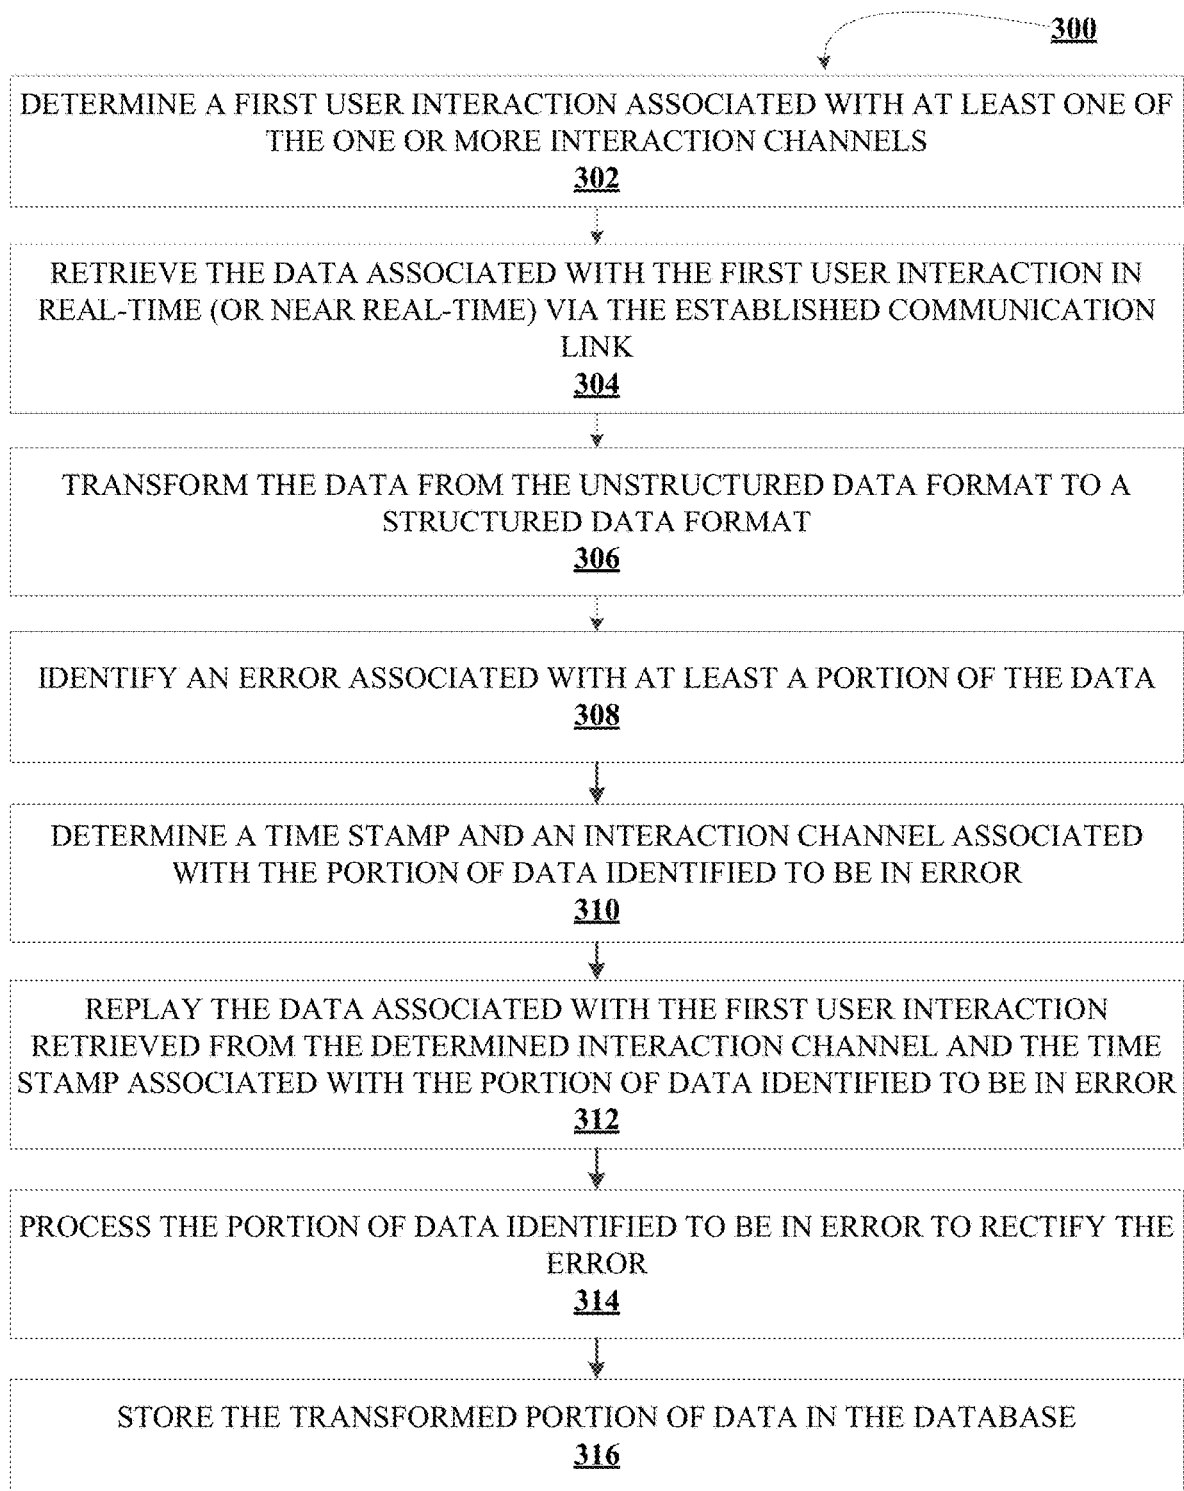 300
DETERMINE A FIRST USER INTERACTION ASSOCIATED WITH AT LEAST ONE OF
THE ONE OR MORE INTERACTION CHANNELS
302
RETRIEVE THE DATA ASSOCIATED WITH THE FIRST USER INTERACTION IN
REAL-TIME (OR NEAR REAL-TIME) VIA THE ESTABLISHED COMMUNICATION
LINK
304
TRANSFORM THE DATA FROM THE UNSTRUCTURED DATA FORMAT TO A
STRUCTURED DATA FORMAT
306
IDENTIFY AN ERROR ASSOCIATED WITH AT LEAST A PORTION OF THE DATA
308
DETERMINE A TIME STAMP AND AN INTERACTION CHANNEL ASSOCIATED
WITH THE PORTION OF DATA IDENTIFIED TO BE IN ERROR
310
REPLAY THE DATA ASSOCIATED WITH THE FIRST USER INTERACTION
RETRIEVED FROM THE DETERMINED INTERACTION CHANNEL AND THE TIME
STAMP ASSOCIATED WITH THE PORTION OF DATA IDENTIFIED TO BE IN ERROR
312
PROCESS THE PORTION OF DATA IDENTIFIED TO BE IN ERROR TO RECTIFY THE
ERROR
314
STORE THE TRANSFORMED PORTION OF DATA IN THE DATABASE
316